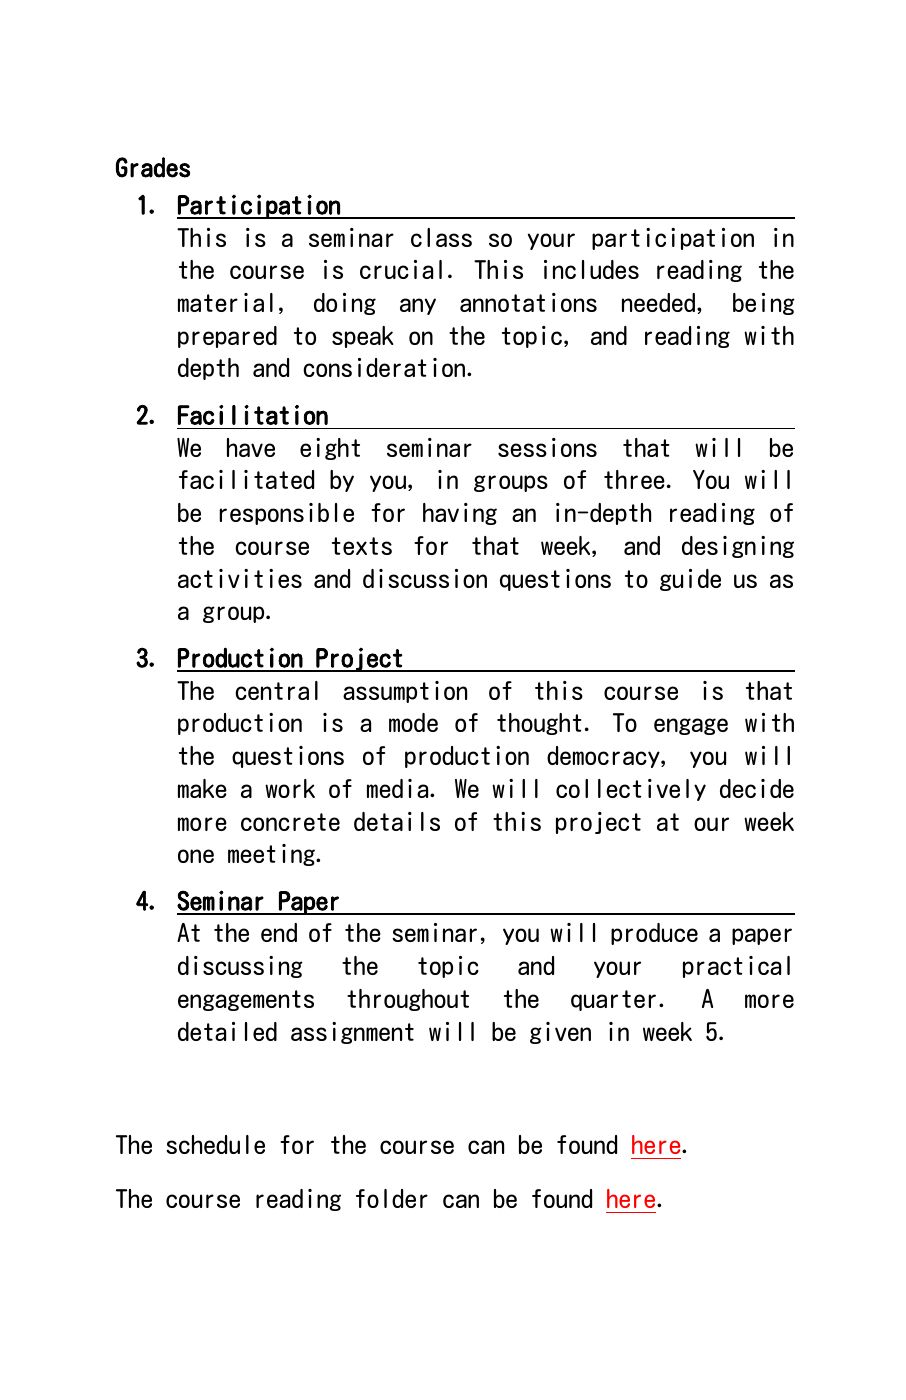 Grades
1. Participation
This is a seminar class so your participation in
the course is crucial. This includes reading the
material, doing any annotations needed, being
prepared to speak on the topic, and reading with
depth and consideration.
2. Facilitation
We have eight seminar sessions that will be
facilitated by you, in groups of three. You will
be responsible for having an in-depth reading of
the course texts for that week, and designing
activities and discussion questions to guide us as
a group.
3. Production Project
The central assumption of this course is that
production is a mode of thought. To engage with
the questions of production democracy, you will
make a work of media. We will collectively decide
more concrete details of this project at our week
one meeting.
4. Seminar Paper
At the end of the seminar, you will produce a paper
discussing the topic and your practical
engagements throughout the quarter. A more
detailed assignment will be given in week 5.
The schedule for the course can be found here.
The course reading folder can be found here.